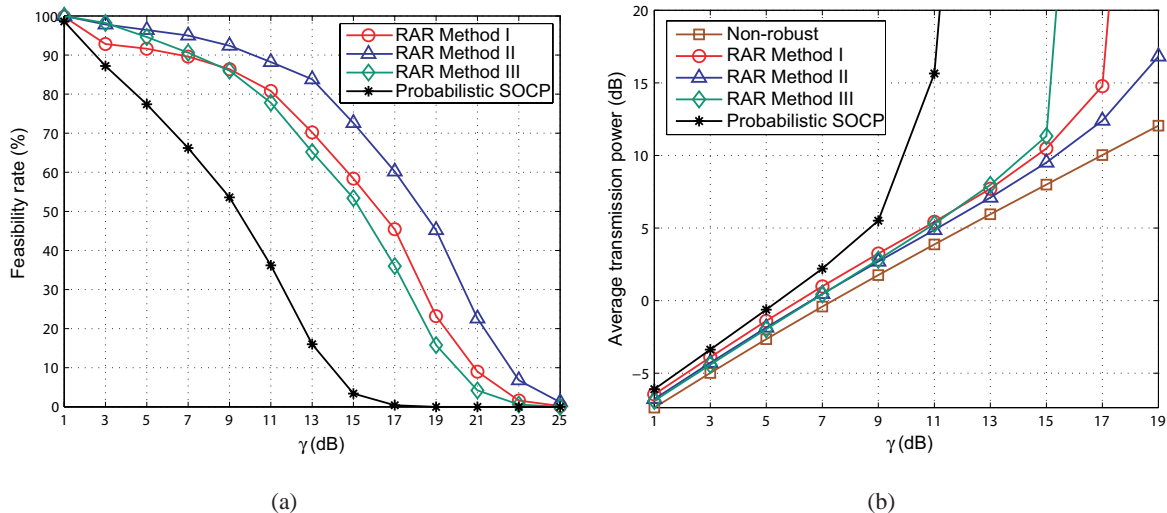 100
90
80
70
60
50
40
30
20
10
0
Feasibility rate (%)
RAR Method I
RAR Method II
RAR Method III
Probabilistic SOCP
1 3 5 7 9 11 13 15 17 19 21 23 25
γ (dB)
(a)
20
15
10
5
0
−5
Average transmission power (dB)
Non-robust
RAR Method I
RAR Method II
RAR Method III
Probabilistic SOCP
1 3 5 7 9 11 13 15 17 19
γ (dB)
(b)